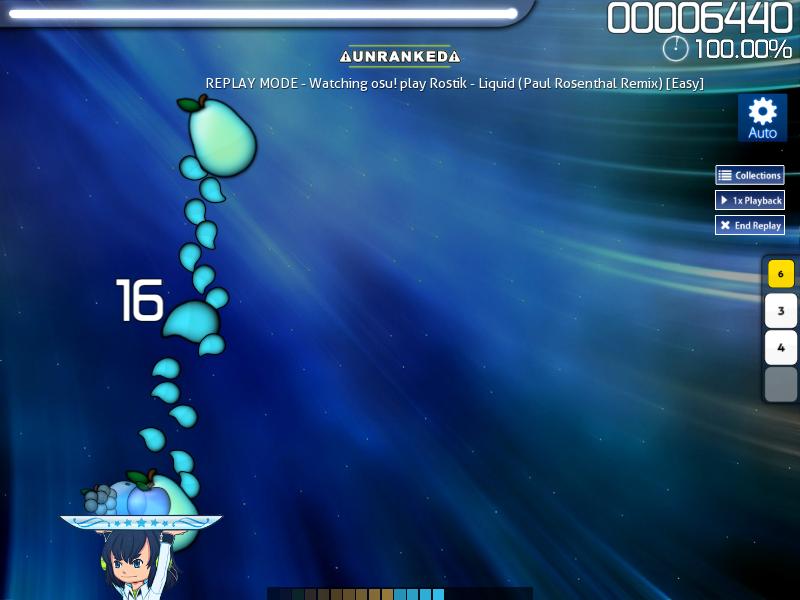 00006440
100.00%
UNRANKED
REPLAY MODE - Watching osu! play Rostik - Liquid (Paul Rosenthal Remix) [Easy]
Auto
Collections
1x Playback
End Replay
6
3
4
16